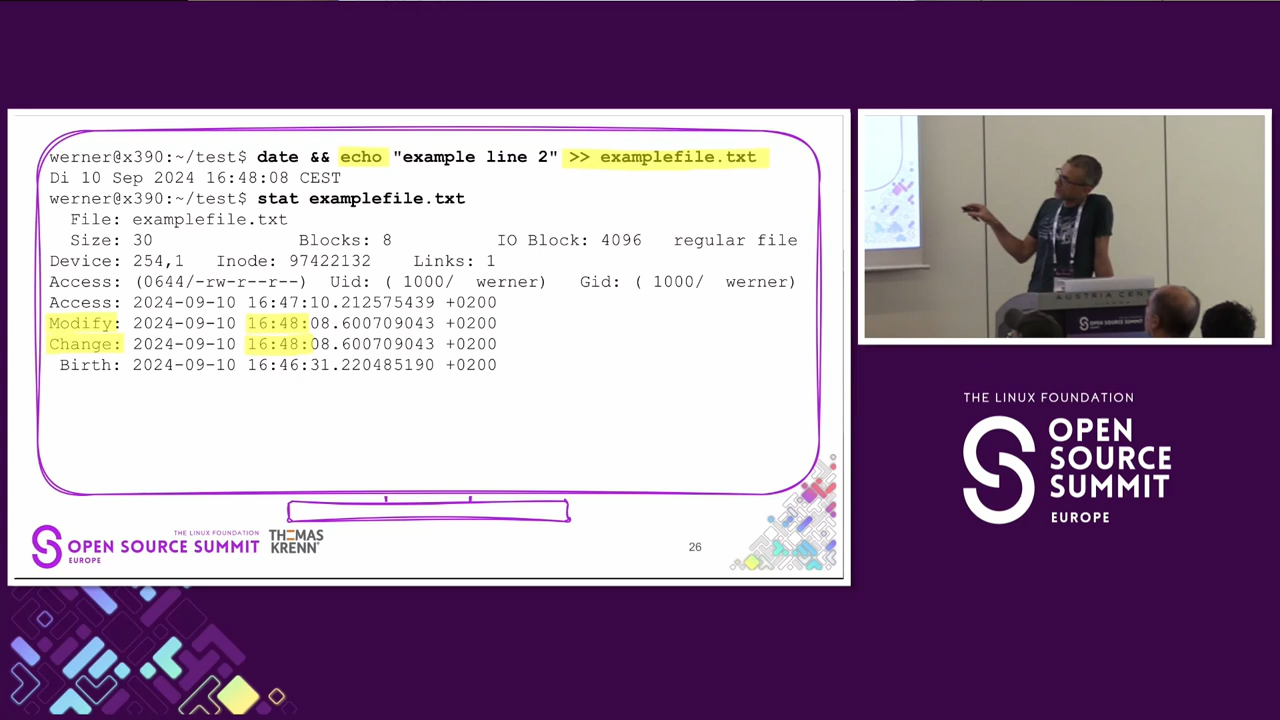 werner@x390:~/test$ date && echo "example line 2" >> examplefile.txt
Di 10 Sep 2024 16:48:08 CEST
werner@x390:~/test$ stat examplefile.txt
File: examplefile.txt
Size: 30 Blocks: 8 IO Block: 4096 regular file
Device: 254,1 Inode: 97422132 Links: 1
Access: (0644/-rw-r--r--) Uid: ( 1000/ werner) Gid: ( 1000/ werner)
Access: 2024-09-10 16:47:10.212575439 +0200
Modify: 2024-09-10 16:48:08.600709043 +0200
Change: 2024-09-10 16:48:08.600709043 +0200
Birth: 2024-09-10 16:46:31.220485190 +0200
THE LINUX FOUNDATION
OPEN SOURCE SUMMIT
EUROPE
THOMAS
KRENN®
26
AUSTRIA CENT
OPEN SOURCE SUMMIT
THE LINUX FOUNDATION
OPEN
SOURCE
SUMMIT
EUROPE